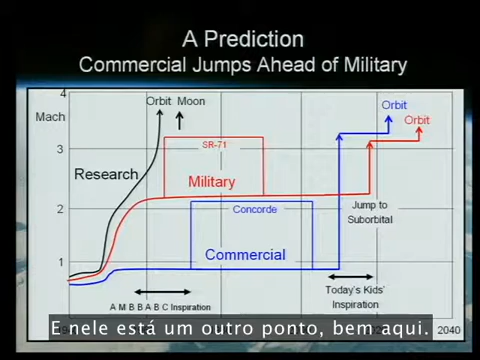 A Prediction
Commercial Jumps Ahead of Military
4
Mach
3
2
1
Orbit Moon
Research
SR-71
Military
Concorde
Commercial
Orbit
Orbit
Jump to
Suborbital
A M B B A B C Inspiration
Today's Kids'
Inspiration
2040
E nele está um outro ponto, bem aqui.